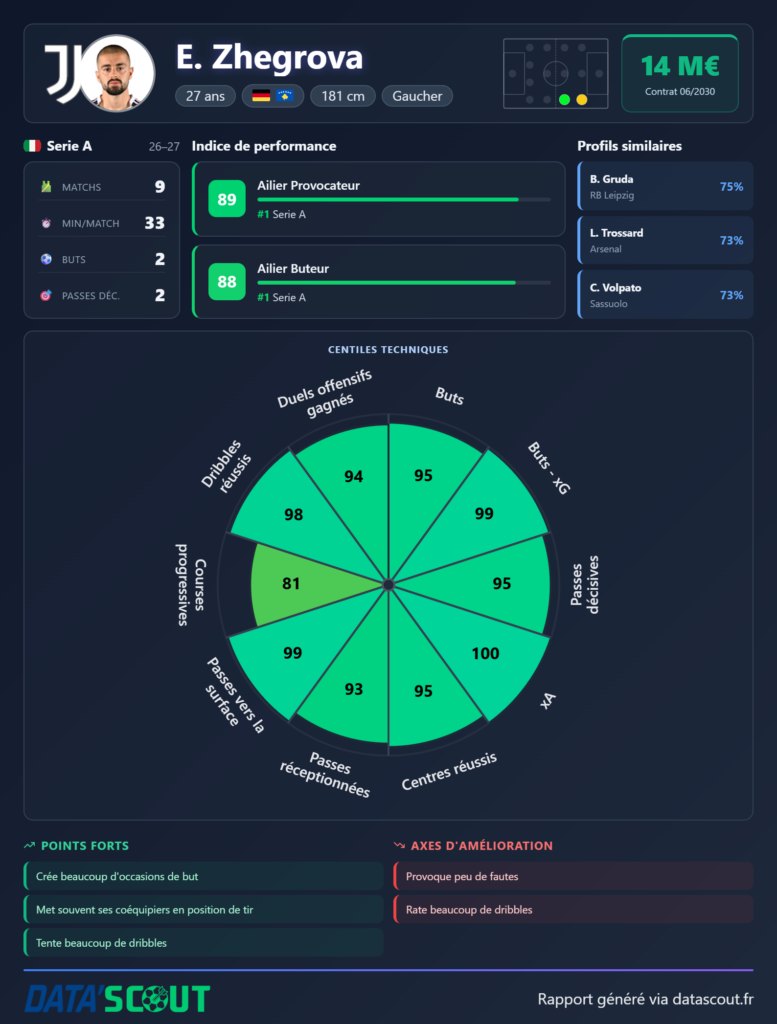 E. Zhegrova
27 ans
181 cm
Gaucher
14 M€
Contrat 06/2030
Serie A
26–27
MATCHS 9
MIN/MATCH 33
BUTS 2
PASSES DÉC. 2
Indice de performance
89
Ailier Provocateur
#1 Serie A
88
Ailier Buteur
#1 Serie A
Profils similaires
B. Gruda
RB Leipzig
75%
L. Trossard
Arsenal
73%
C. Volpato
Sassuolo
73%
CENTILES TECHNIQUES
Duels offensifs
gagnés
94
Buts
95
Buts - xG
99
Passes
décisives
95
xA
100
Centres réussis
95
Passes
réceptionnées
93
Passes vers la
surface
99
Courses
progressives
81
Dribbles
réussis
98
POINTS FORTS
Crée beaucoup d'occasions de but
Met souvent ses coéquipiers en position de tir
Tente beaucoup de dribbles
AXES D'AMÉLIORATION
Provoque peu de fautes
Rate beaucoup de dribbles
DATA'SCOUT
Rapport généré via datascout.fr